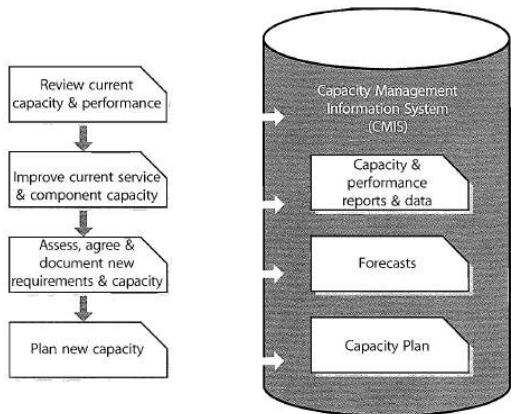 Review current
capacity & performance
Improve current service
& component capacity
Assess, agree &
document new
requirements & capacity
Plan new capacity
Capacity Management
Information System
(CMIS)
Capacity &
performance
reports & data
Forecasts
Capacity Plan